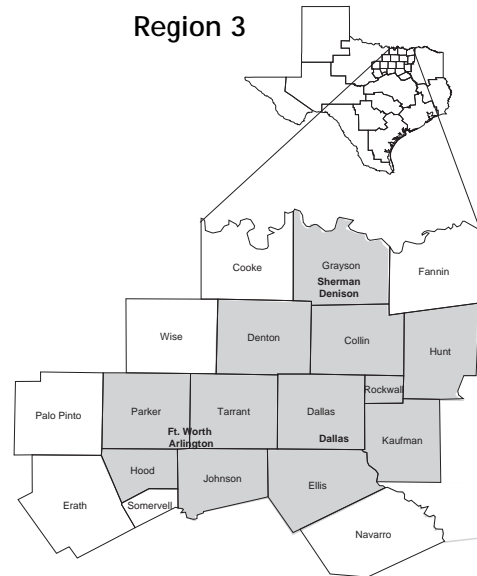 Region 3
Cooke
Grayson
Sherman
Denison
Fannin
Wise
Denton
Collin
Hunt
Rockwall
Palo Pinto
Parker
Tarrant
Dallas
Ft. Worth
Arlington
Dallas
Kaufman
Hood
Johnson
Ellis
Erath
Somervell
Navarro